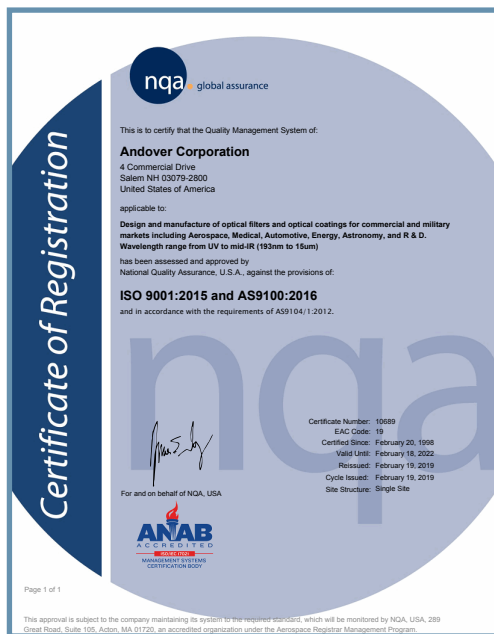 nqa. global assurance
Certificate of Registration
This is to certify that the Quality Management System of:
Andover Corporation
4 Commercial Drive
Salem NH 03079-2800
United States of America
applicable to:
Design and manufacture of optical filters and optical coatings for commercial and military
markets including Aerospace, Medical, Automotive, Energy, Astronomy, and R & D.
Wavelength range from UV to mid-IR (193nm to 15um)
has been assessed and approved by
National Quality Assurance, U.S.A., against the provisions of:
ISO 9001:2015 and AS9100:2016
and in accordance with the requirements of AS9104/1:2012.
nqa
Certificate Number: 10689
EAC Code: 19
Certified Since: February 20, 1998
Valid Until: February 18, 2022
Reissued: February 19, 2019
Cycle Issued: February 19, 2019
Site Structure: Single Site
For and on behalf of NQA, USA
ANAB
ACCREDITED
ISO/IEC 17021
MANAGEMENT SYSTEMS
CERTIFICATION BODY
Page 1 of 1
This approval is subject to the company maintaining its system to the required standard, which will be monitored by NQA, USA, 289
Great Road, Suite 105, Acton, MA 01720, an accredited organization under the Aerospace Registrar Management Program.